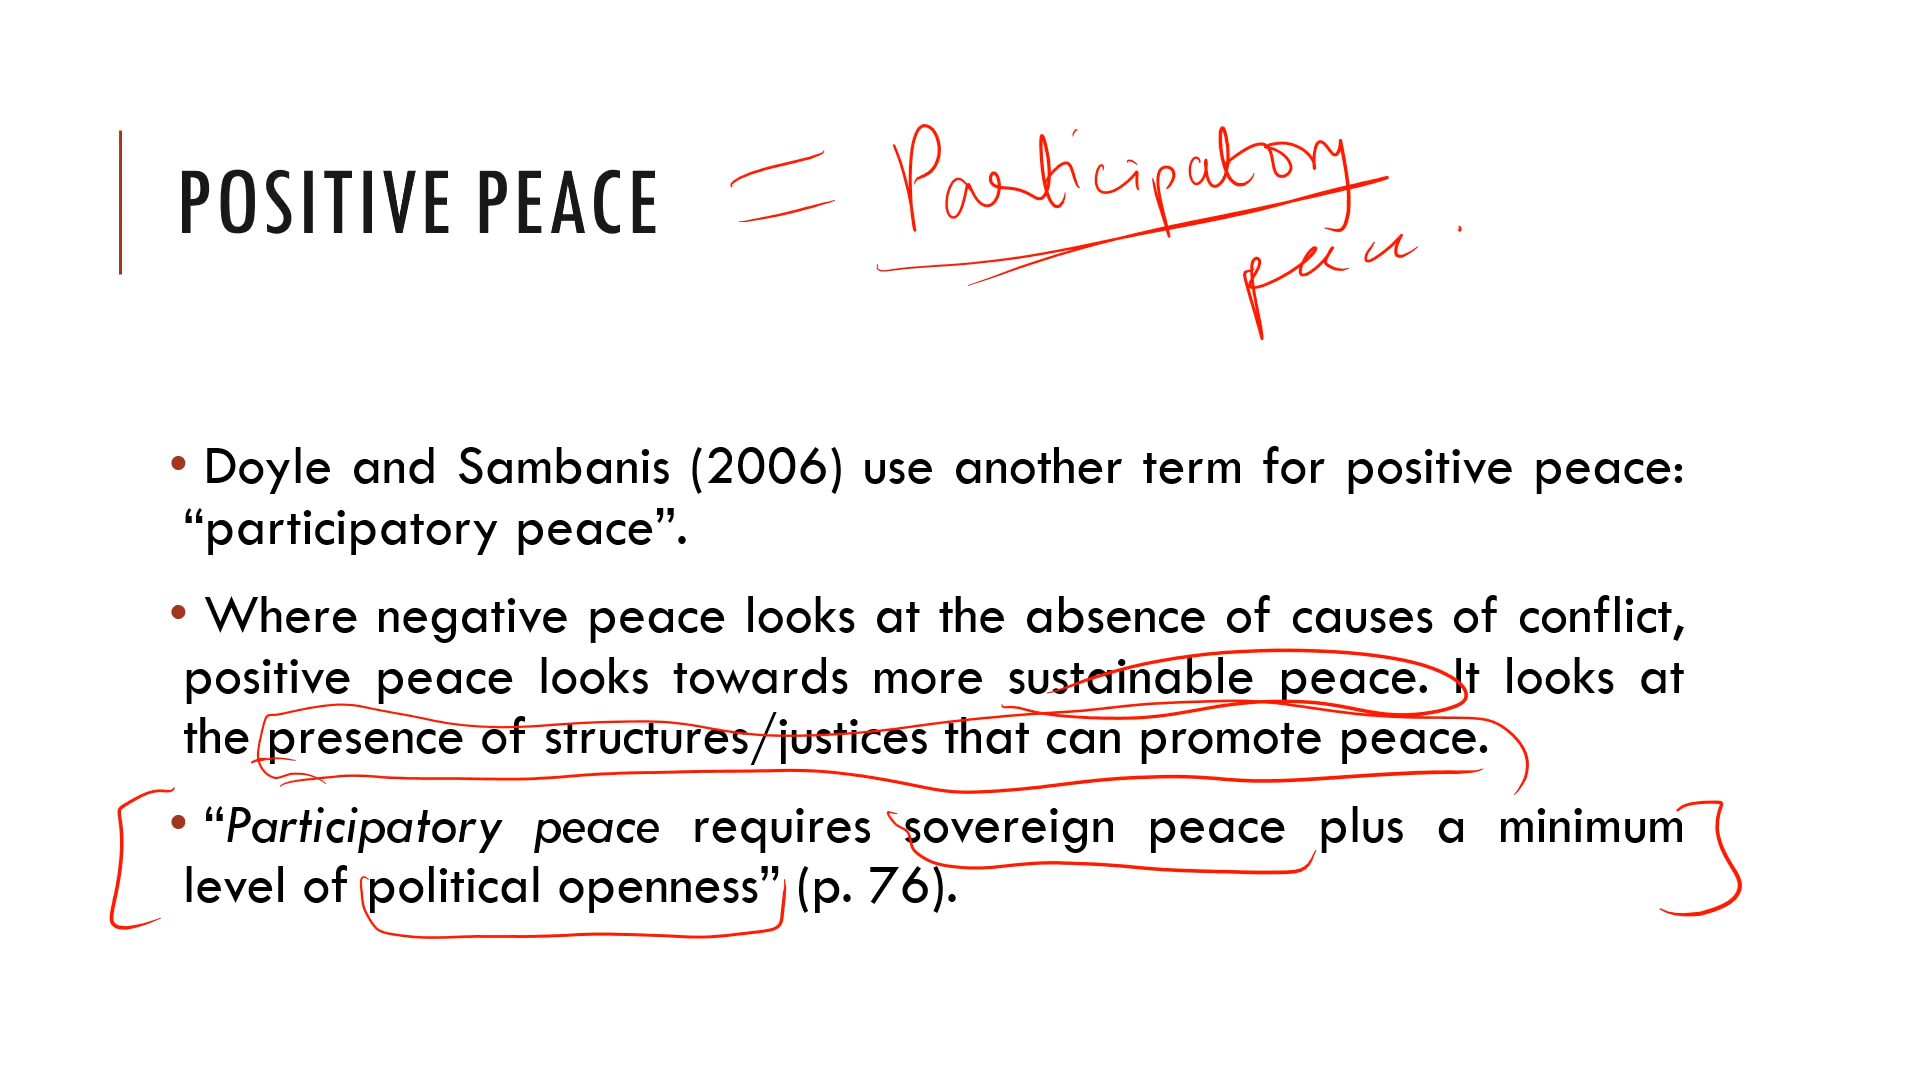 POSITIVE PEACE = Participatory
peace.
• Doyle and Sambanis (2006) use another term for positive peace:
“participatory peace”.
• Where negative peace looks at the absence of causes of conflict,
positive peace looks towards more sustainable peace. It looks at
the presence of structures/justices that can promote peace.
• “Participatory peace requires sovereign peace plus a minimum
level of political openness” (p. 76).